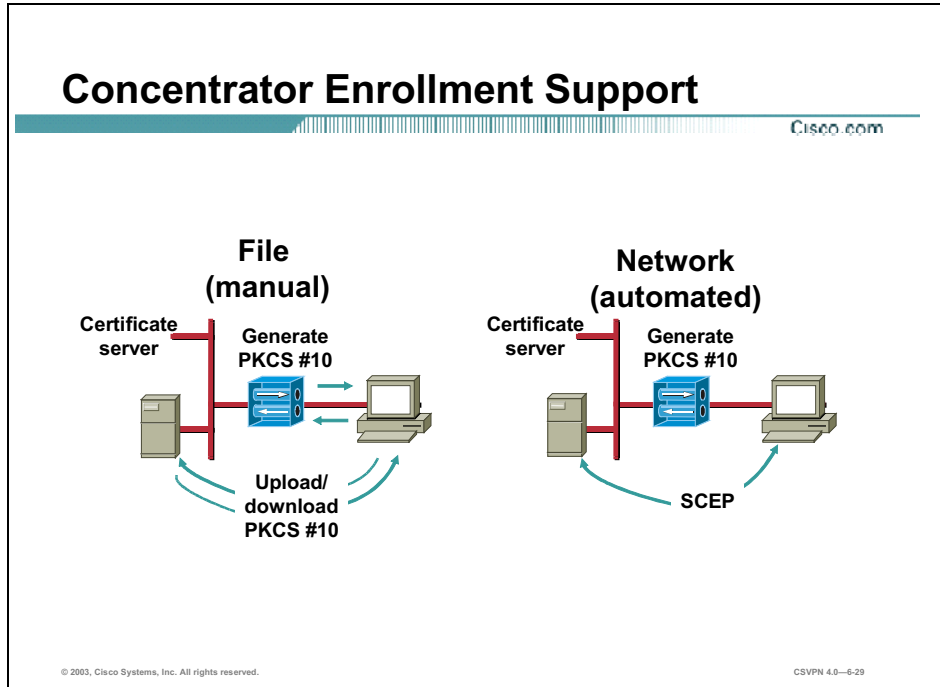 Concentrator Enrollment Support
Cisco.com
File
(manual)
Certificate
server
Generate
PKCS #10
Upload/
download
PKCS #10
Network
(automated)
Certificate
server
Generate
PKCS #10
SCEP
© 2003, Cisco Systems, Inc. All rights reserved.
CSVPN 4.0—6-29